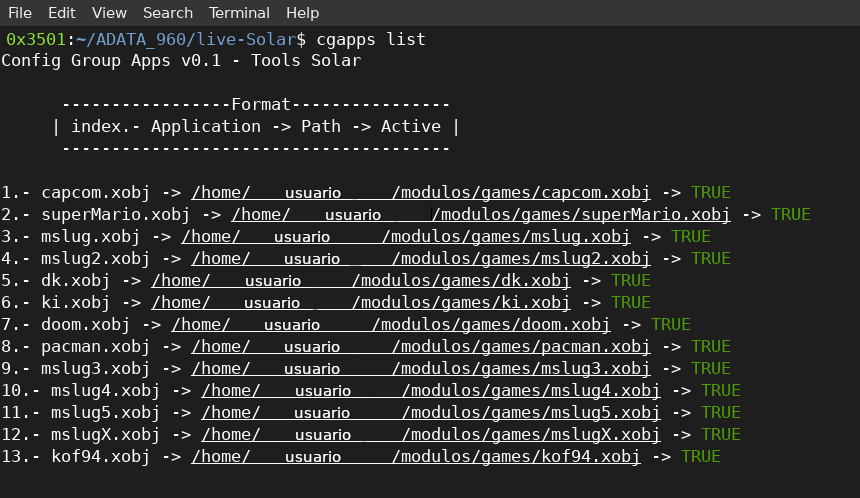 File Edit View Search Terminal Help
0x3501:~/ADATA_960/live-Solar$ cgapps list
Config Group Apps v0.1 - Tools Solar
-----------------Format----------------
| index.- Application -> Path -> Active |
---------------------------------------
1.- capcom.xobj -> /home/ usuario /modulos/games/capcom.xobj -> TRUE
2.- superMario.xobj -> /home/ usuario /modulos/games/superMario.xobj -> TRUE
3.- mslug.xobj -> /home/ usuario /modulos/games/mslug.xobj -> TRUE
4.- mslug2.xobj -> /home/ usuario /modulos/games/mslug2.xobj -> TRUE
5.- dk.xobj -> /home/ usuario /modulos/games/dk.xobj -> TRUE
6.- ki.xobj -> /home/ usuario /modulos/games/ki.xobj -> TRUE
7.- doom.xobj -> /home/ usuario /modulos/games/doom.xobj -> TRUE
8.- pacman.xobj -> /home/ usuario /modulos/games/pacman.xobj -> TRUE
9.- mslug3.xobj -> /home/ usuario /modulos/games/mslug3.xobj -> TRUE
10.- mslug4.xobj -> /home/ usuario /modulos/games/mslug4.xobj -> TRUE
11.- mslug5.xobj -> /home/ usuario /modulos/games/mslug5.xobj -> TRUE
12.- mslugX.xobj -> /home/ usuario /modulos/games/mslugX.xobj -> TRUE
13.- kof94.xobj -> /home/ usuario /modulos/games/kof94.xobj -> TRUE